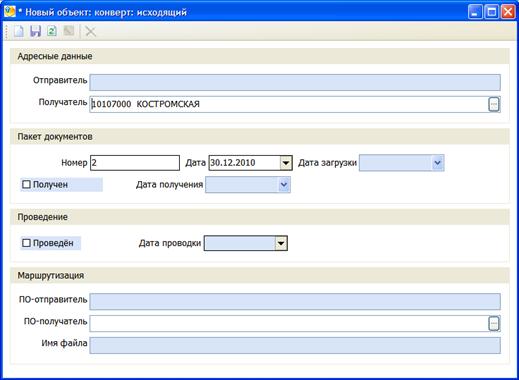 * Новый объект: конверт: исходящий
Адресные данные
Отправитель
Получатель 10107000 КОСТРОМСКАЯ ...
Пакет документов
Номер 2 Дата 30.12.2010 Дата загрузки
Получен Дата получения
Проведение
Проведён Дата проводки
Маршрутизация
ПО-отправитель
ПО-получатель ...
Имя файла